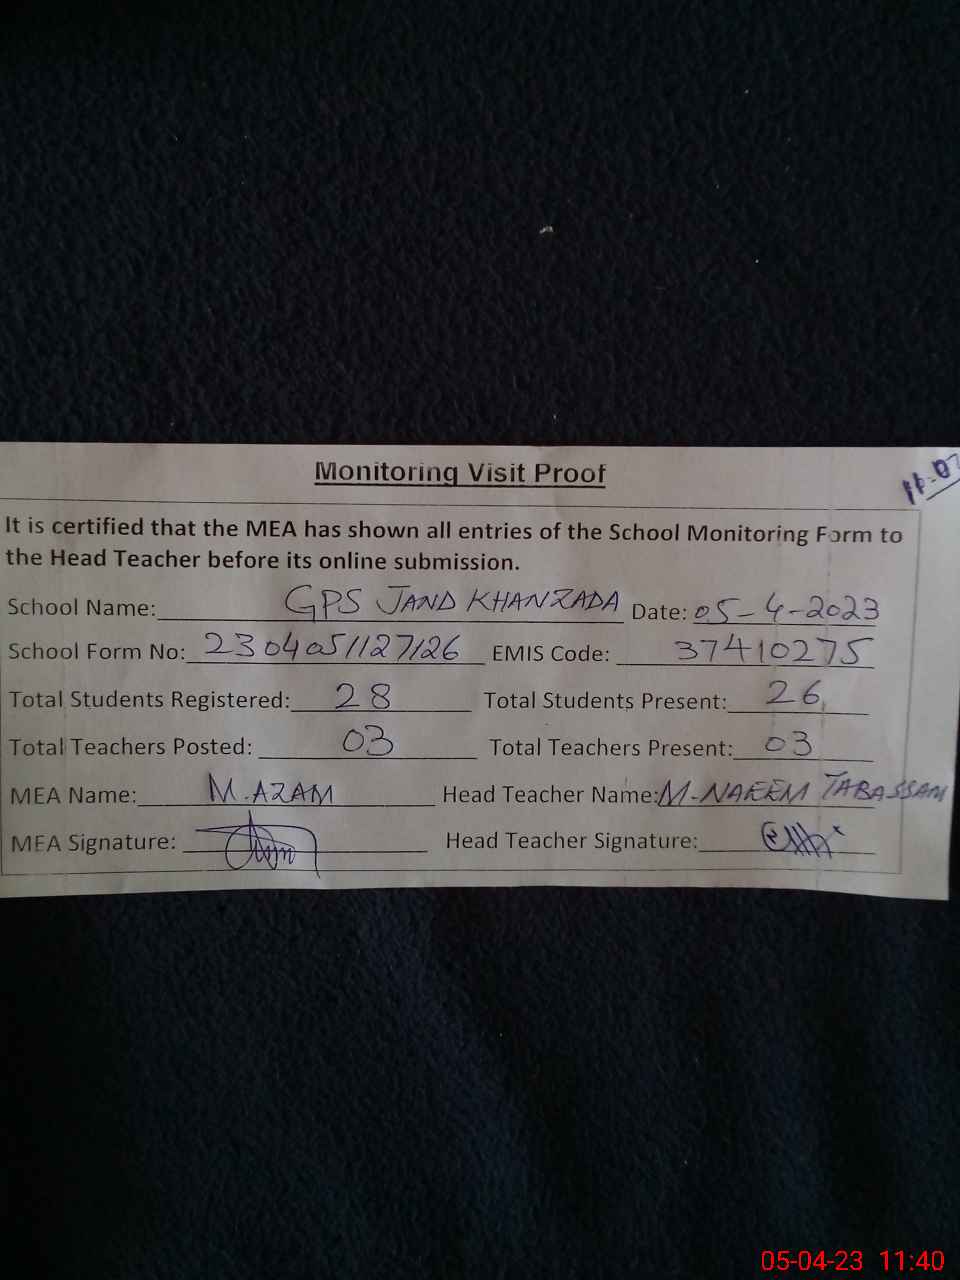 Monitoring Visit Proof
It is certified that the MEA has shown all entries of the School Monitoring Form to
the Head Teacher before its online submission.
School Name: GPS JAND KHANZADA Date: 05-4-2023
School Form No: 2304051127126 EMIS Code: 37410275
Total Students Registered: 28 Total Students Present: 26
Total Teachers Posted: 03 Total Teachers Present: 03
MEA Name: M.AZAM Head Teacher Name: M-NAEEM TABASSAM
MEA Signature: Head Teacher Signature:
05-04-23 11:40